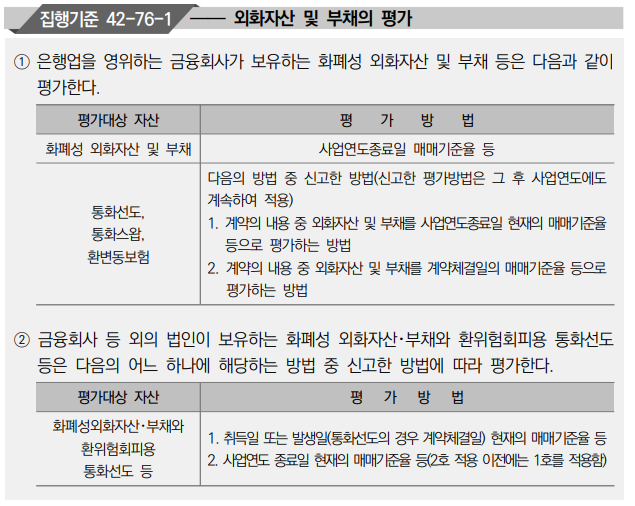 집행기준 42-76-1 외화자산 및 부채의 평가
① 은행업을 영위하는 금융회사가 보유하는 화폐성 외화자산 및 부채 등은 다음과 같이
평가한다.
평가대상 자산 평 가 방 법
화폐성 외화자산 및 부채 사업연도종료일 매매기준율 등
통화선도,
통화스왑,
환변동보험
다음의 방법 중 신고한 방법(신고한 평가방법은 그 후 사업연도에도
계속하여 적용)
1. 계약의 내용 중 외화자산 및 부채를 사업연도종료일 현재의 매매기준율
등으로 평가하는 방법
2. 계약의 내용 중 외화자산 및 부채를 계약체결일의 매매기준율 등으로
평가하는 방법
② 금융회사 등 외의 법인이 보유하는 화폐성 외화자산·부채와 환위험회피용 통화선도
등은 다음의 어느 하나에 해당하는 방법 중 신고한 방법에 따라 평가한다.
평가대상 자산 평 가 방 법
화폐성외화자산·부채와
환위험회피용
통화선도 등
1. 취득일 또는 발생일(통화선도의 경우 계약체결일) 현재의 매매기준율 등
2. 사업연도 종료일 현재의 매매기준율 등(2호 적용 이전에는 1호를 적용함)